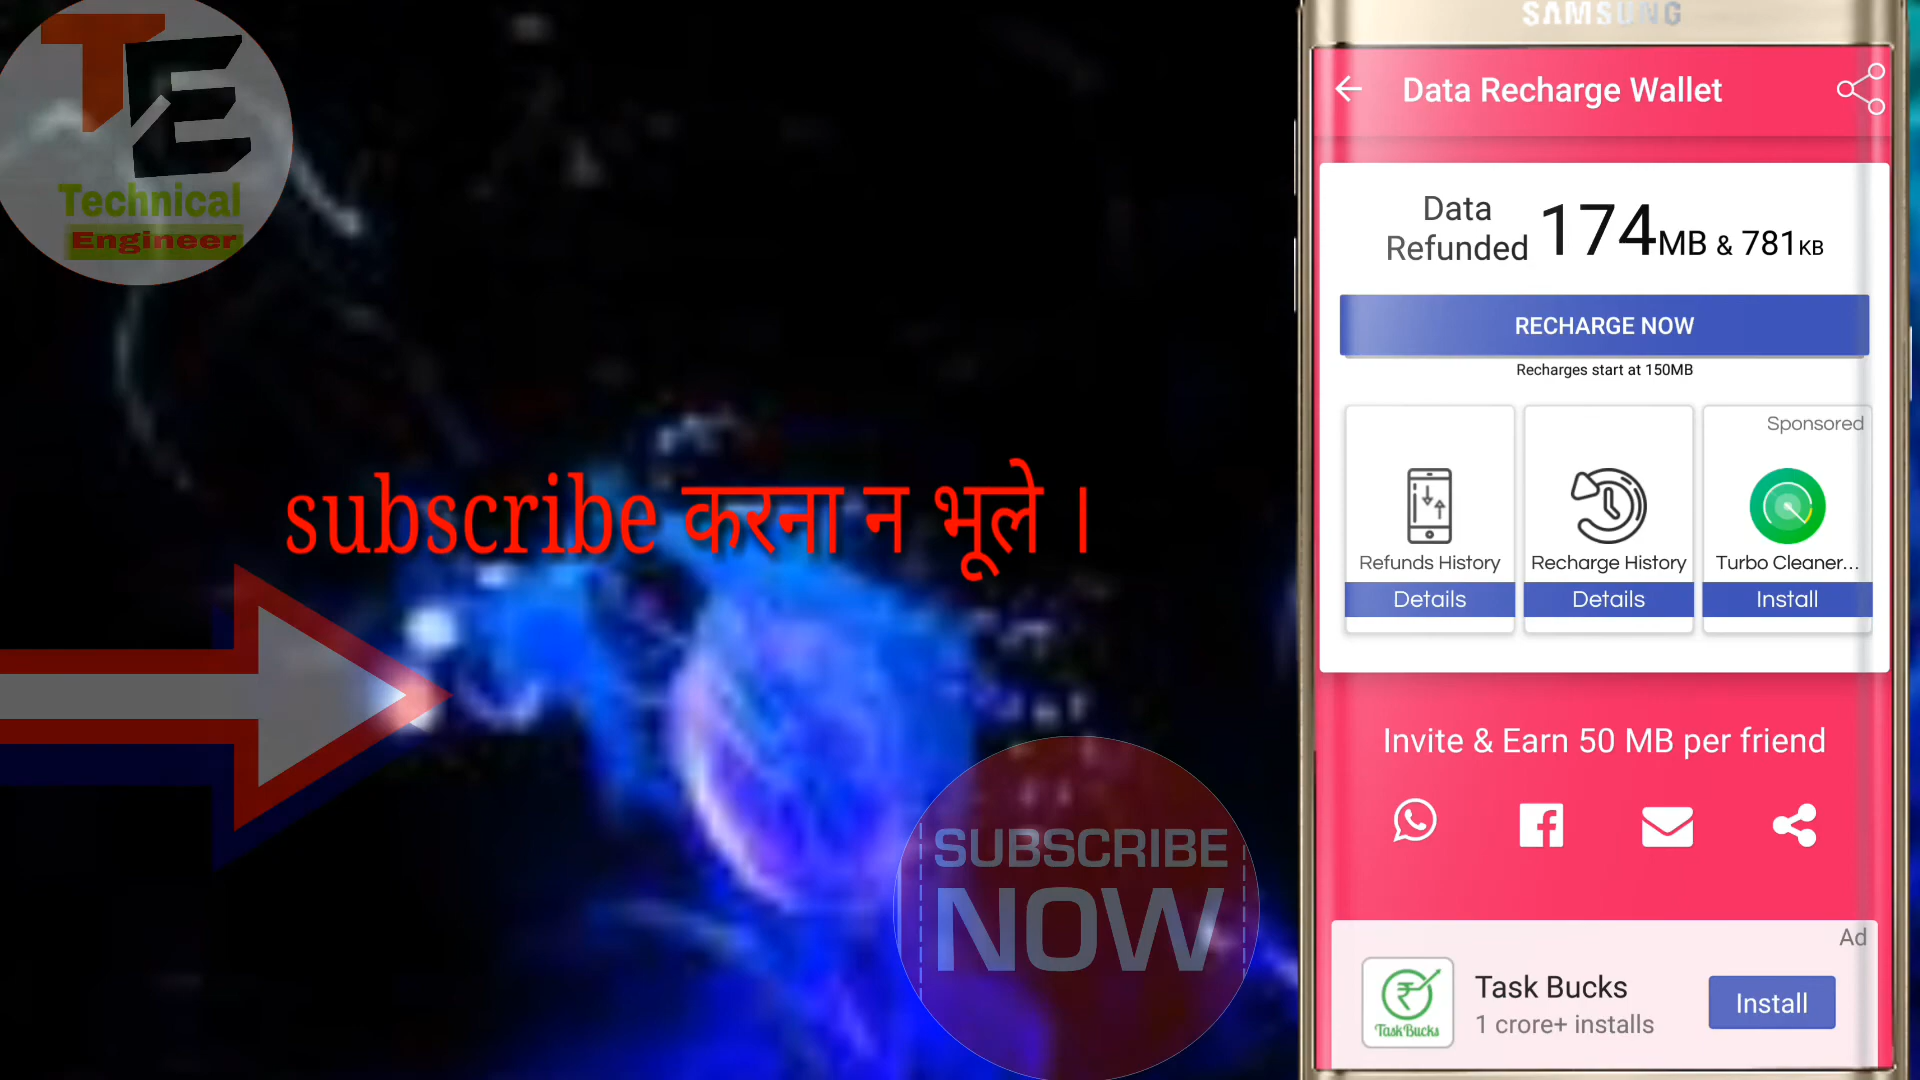 TE
Technical
Engineer
subscribe करना न भूले ।
SUBSCRIBE
NOW
SAMSUNG
Data Recharge Wallet
Data
Refunded 174MB & 781KB
RECHARGE NOW
Recharges start at 150MB
Sponsored
Refunds History
Details
Recharge History
Details
Turbo Cleaner...
Install
Invite & Earn 50 MB per friend
Ad
TaskBucks
Task Bucks
1 crore+ installs
Install